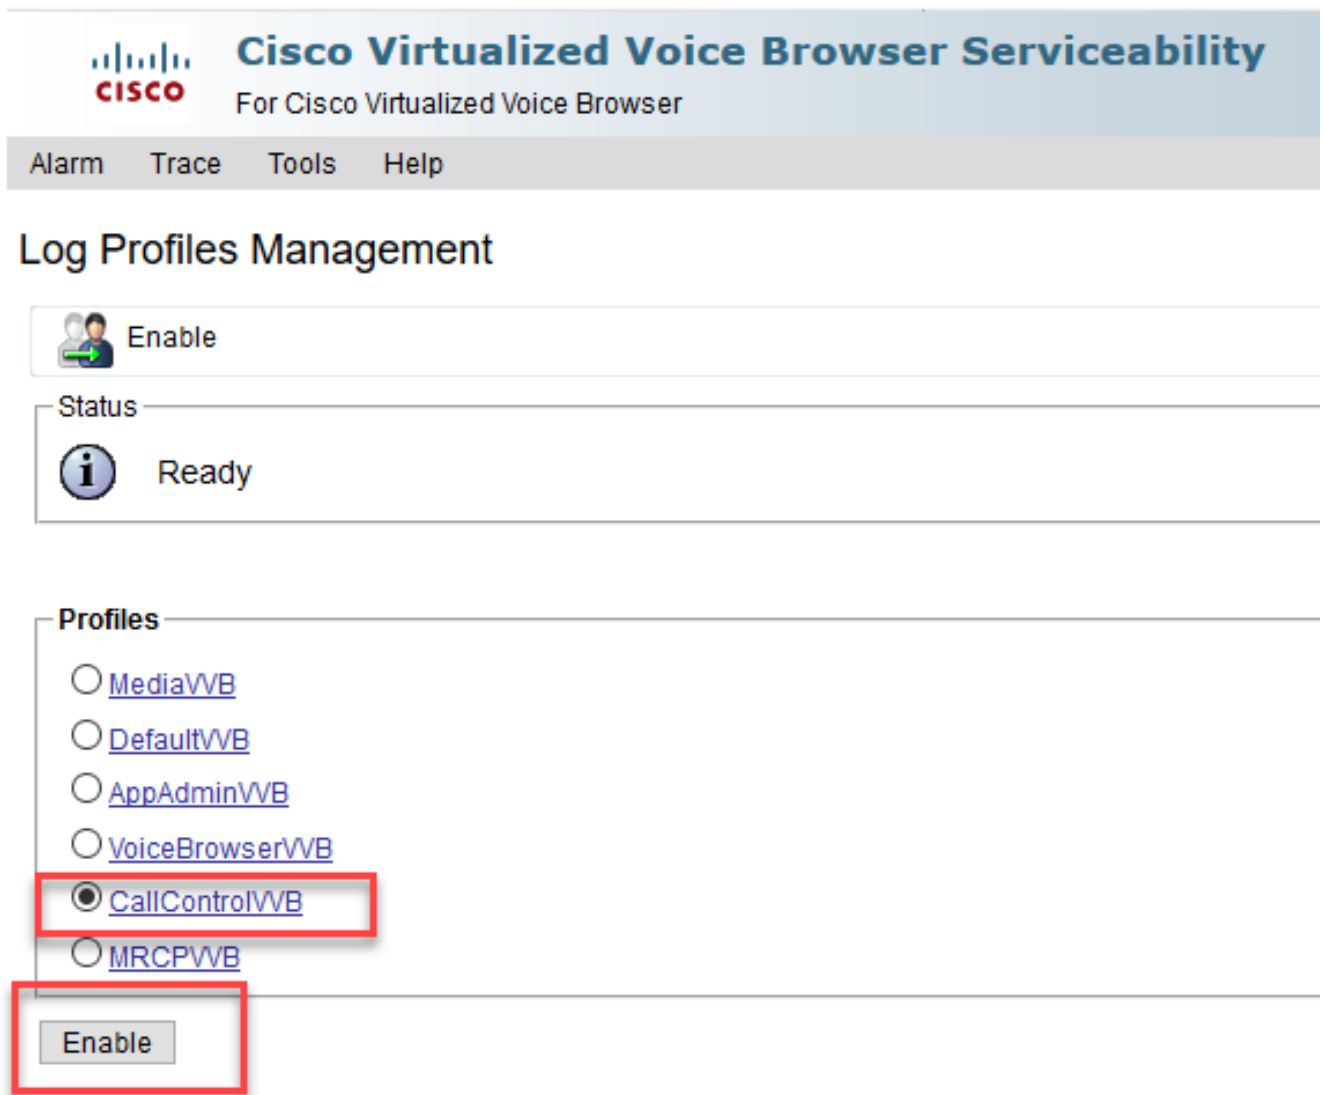 Cisco Virtualized Voice Browser Serviceability
CISCO
For Cisco Virtualized Voice Browser
Alarm Trace Tools Help
Log Profiles Management
Enable
Status
i Ready
Profiles
MediaVVB
DefaultVVB
AppAdminVVB
VoiceBrowserVVB
CallControlVVB
MRCPVVB
Enable